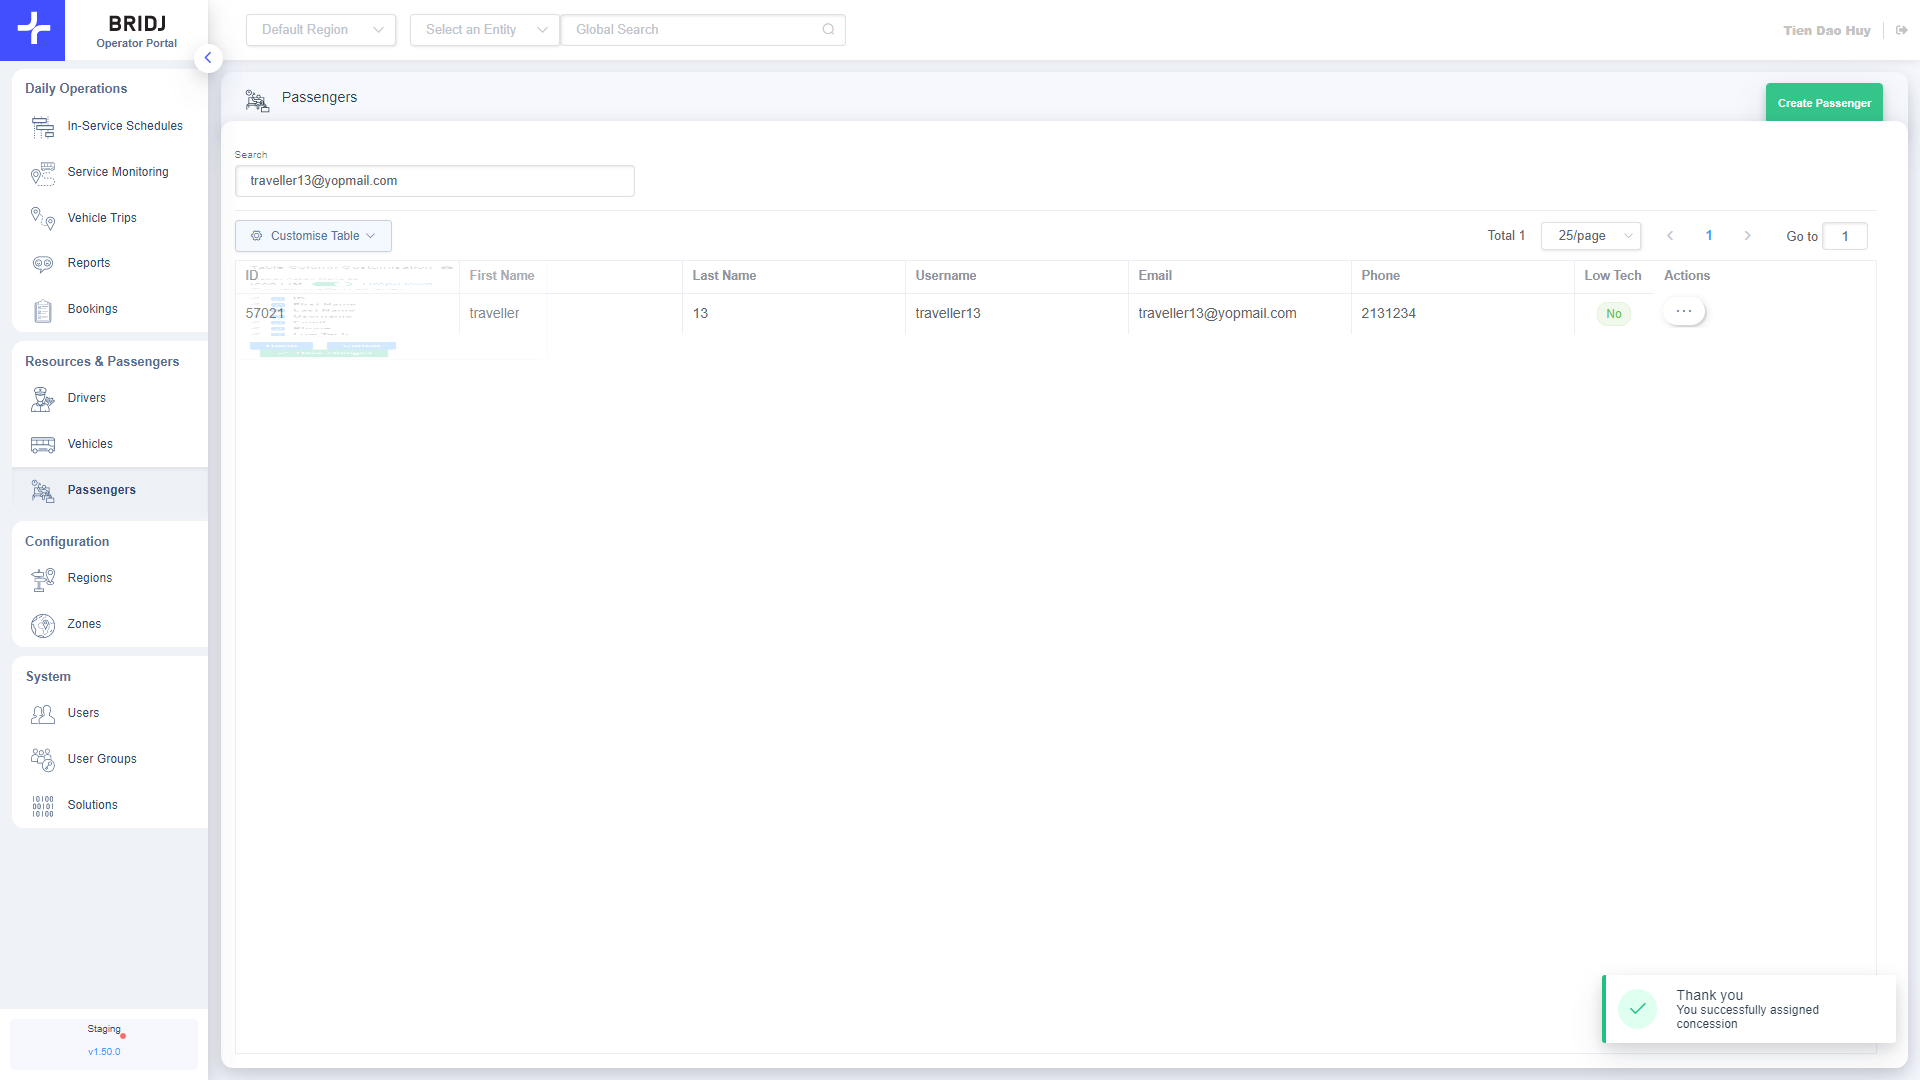 BRIDJ
Operator Portal
Default Region
Select an Entity
Global Search
Tien Dao Huy
Daily Operations
In-Service Schedules
Service Monitoring
Vehicle Trips
Reports
Bookings
Resources & Passengers
Drivers
Vehicles
Passengers
Configuration
Regions
Zones
System
Users
User Groups
Solutions
Staging
v1.50.0
Passengers
Create Passenger
Search
traveller13@yopmail.com
Customise Table
Total 1
25/page
1
Go to
1
ID
First Name
Last Name
Username
Email
Phone
Low Tech
Actions
57021
traveller
13
traveller13
traveller13@yopmail.com
2131234
No
Thank you
You successfully assigned
concession